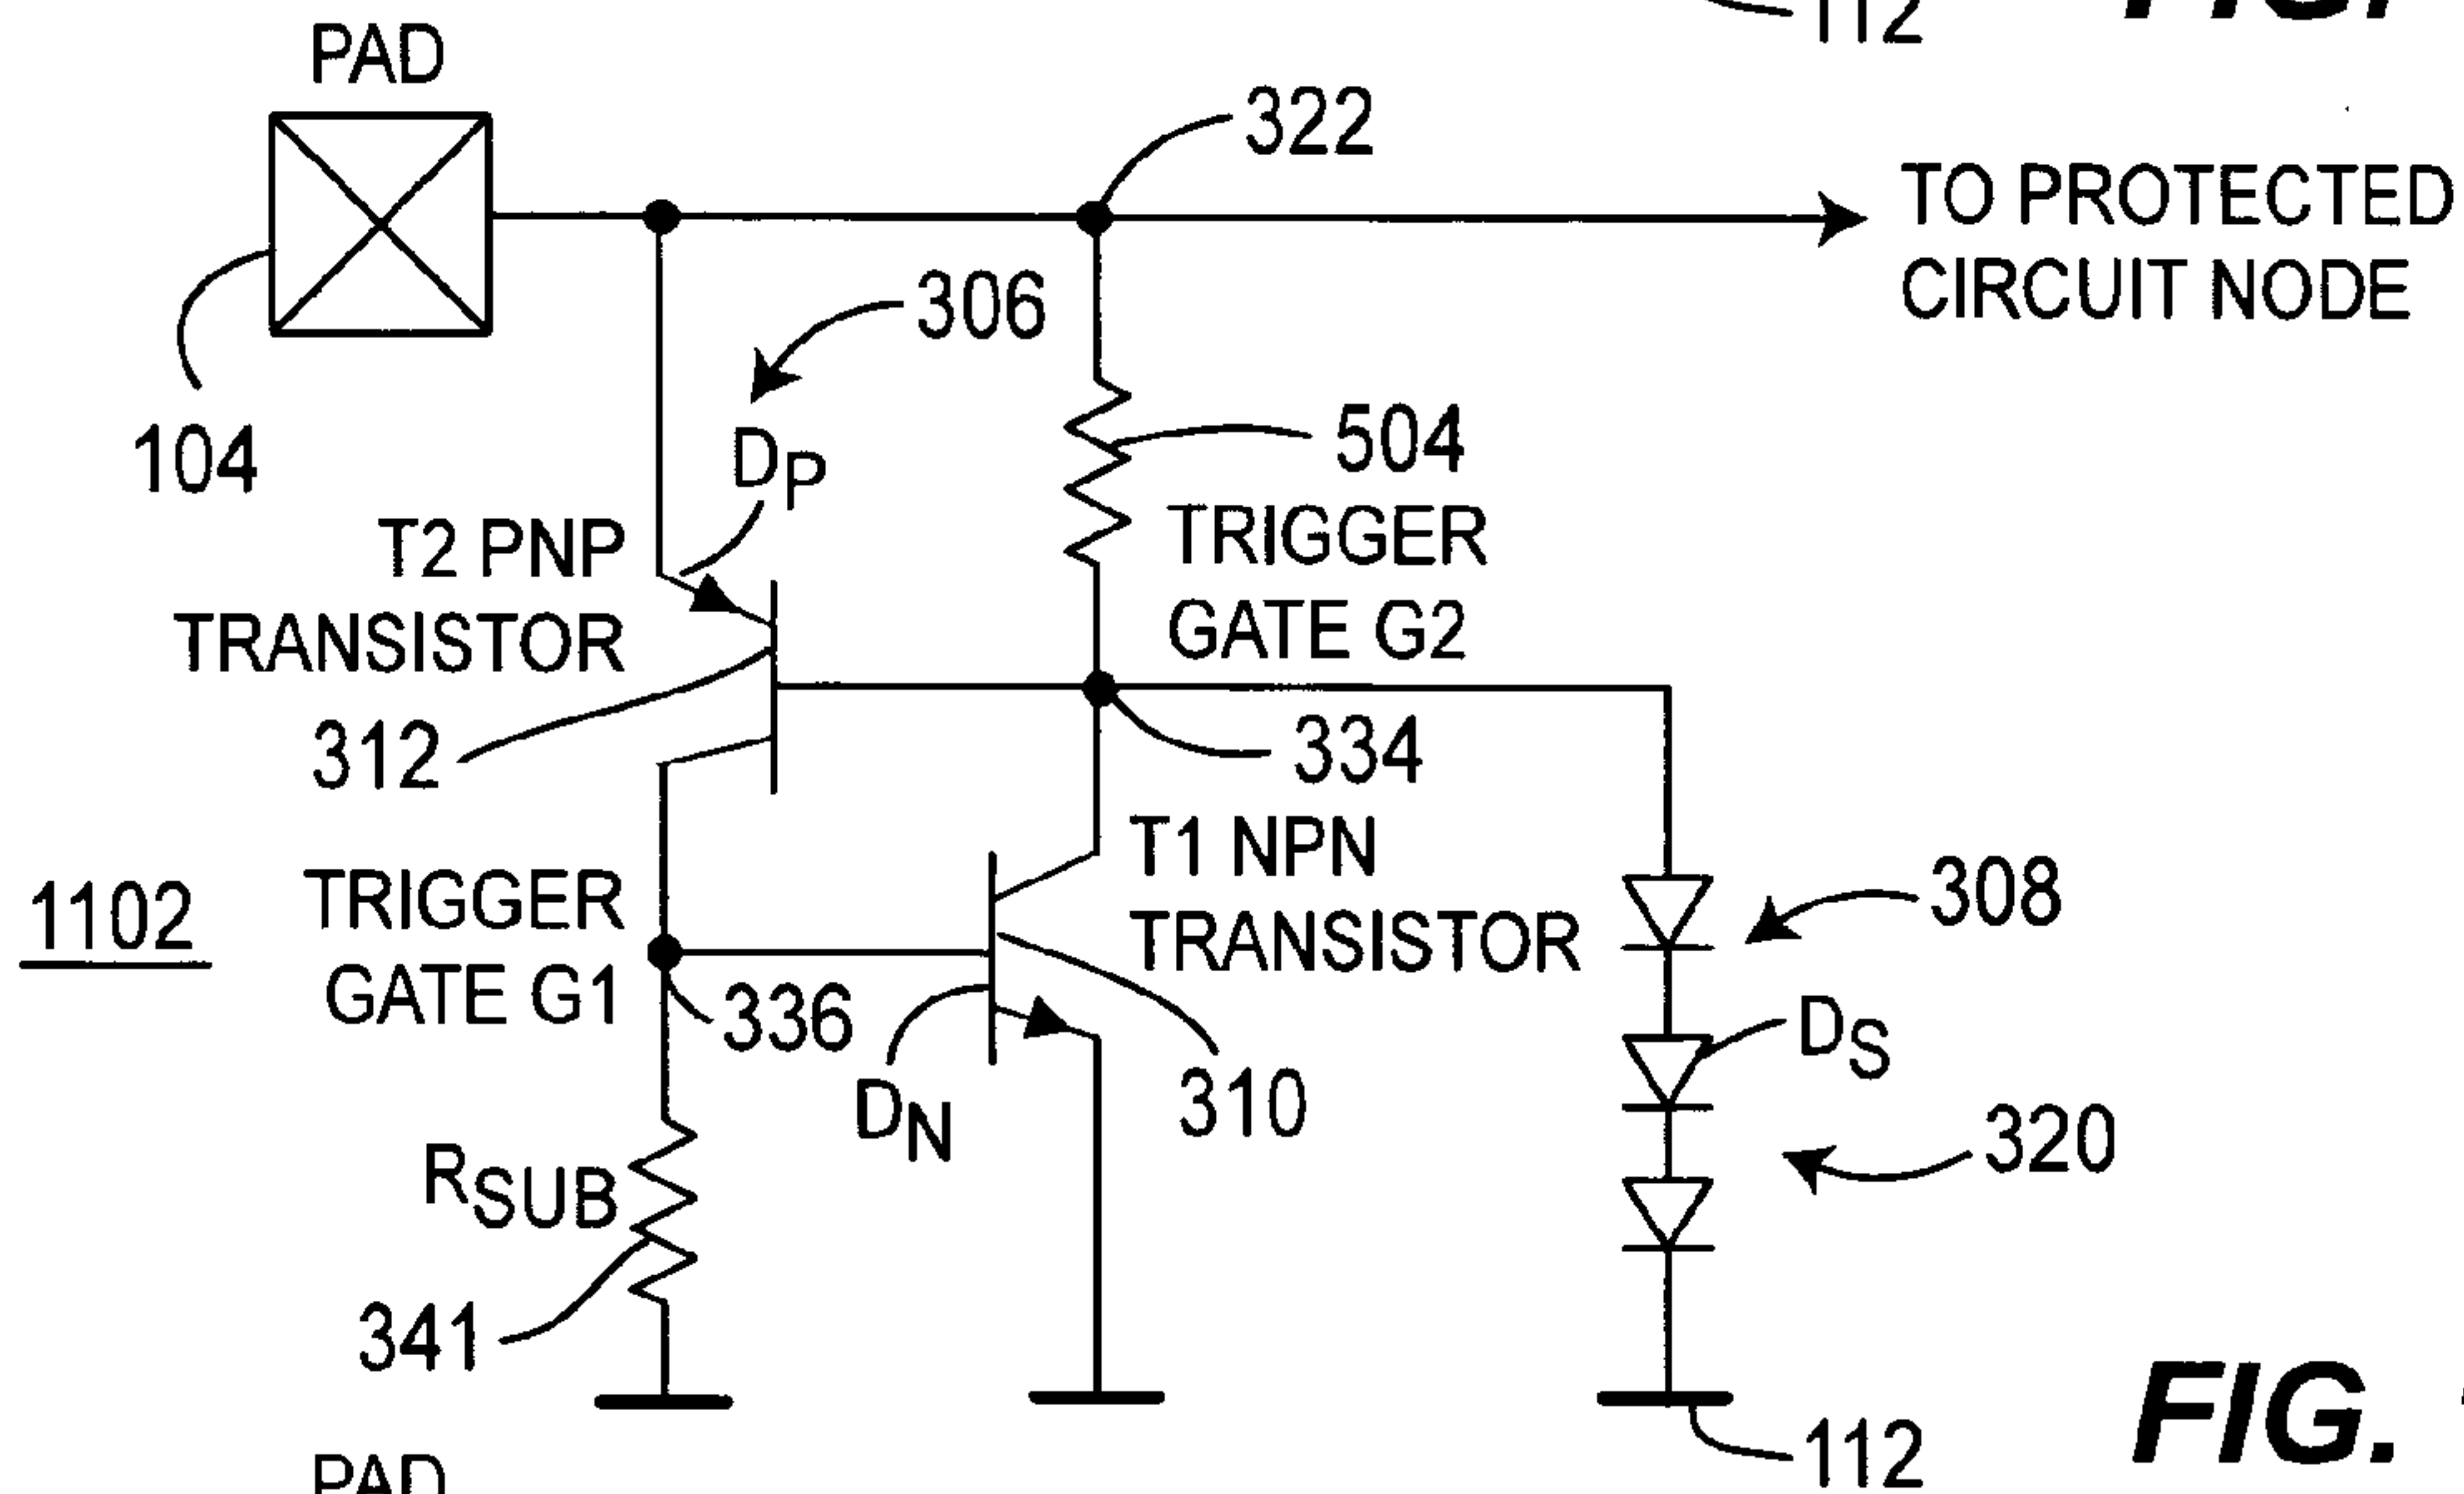 112
PAD
322
TO PROTECTED
CIRCUIT NODE
306
104
DP
504
T2 PNP
TRANSISTOR
TRIGGER
GATE G2
312
334
T1 NPN
TRANSISTOR
1102
TRIGGER
GATE G1
308
336
DS
DN
310
320
RSUB
341
112
FIG.
PAD